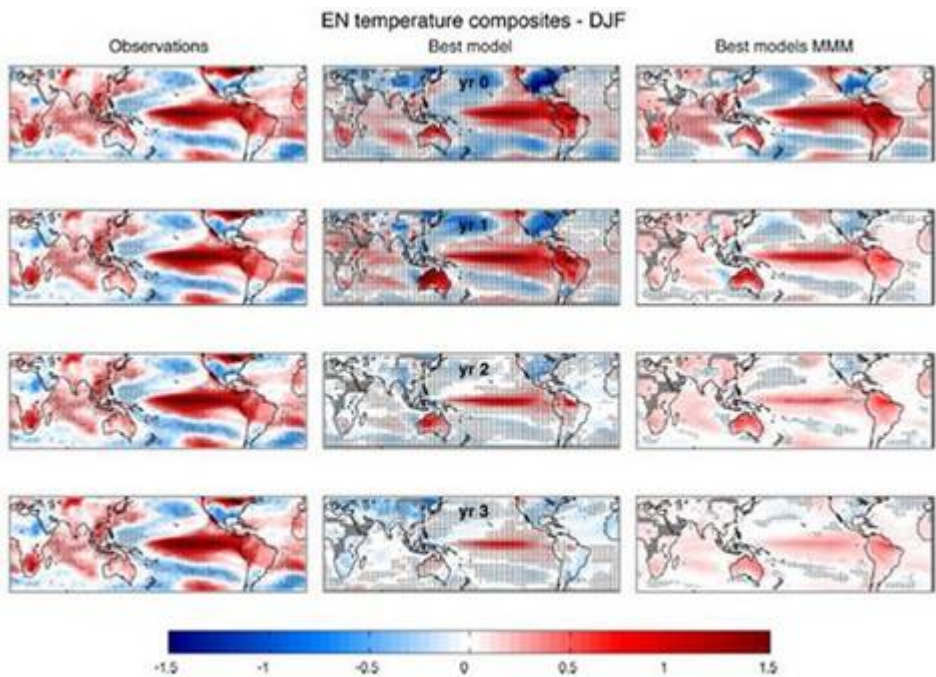 EN temperature composites - DJF
Observations
Best model
Best models MMM
yr 0
yr 1
yr 2
yr 3
-1.5
-1
-0.5
0
0.5
1
1.5